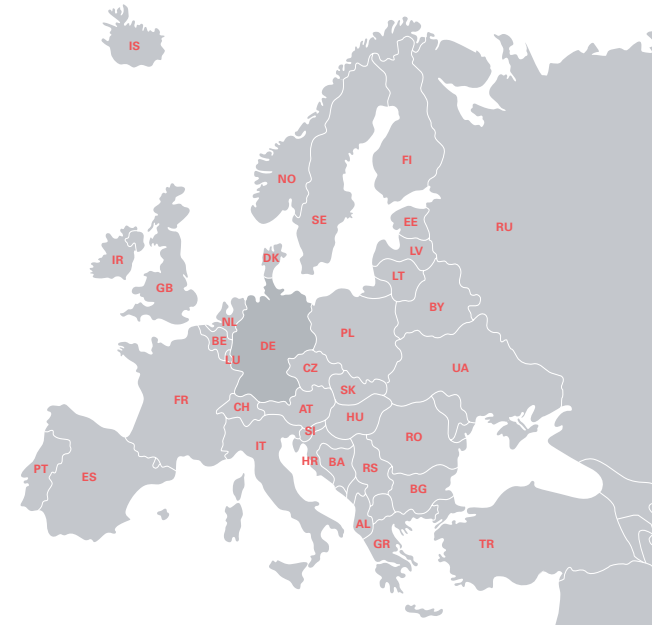 IS
FI
NO
SE
EE
RU
LV
DK
IR
LT
GB
BY
NL
PL
BE
DE
LU
CZ
UA
SK
FR
CH
AT
HU
SI
RO
IT
HR
BA
RS
PT
ES
BG
AL
GR
TR